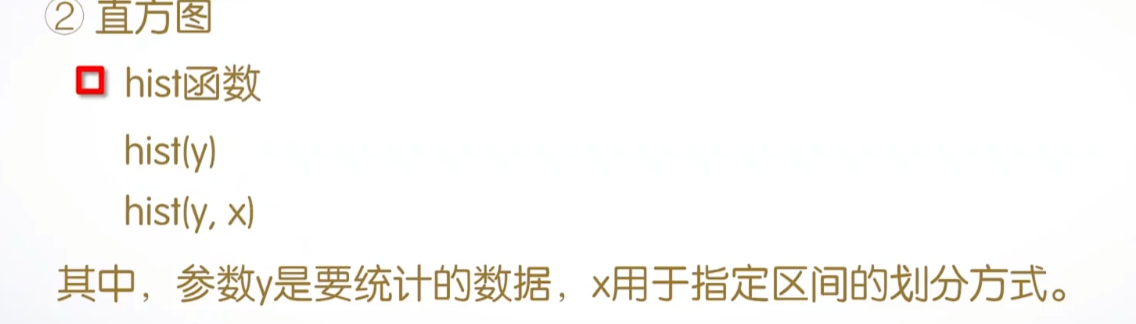 ② 直方图
hist函数
hist(y)
hist(y, x)
其中，参数y是要统计的数据，x用于指定区间的划分方式。